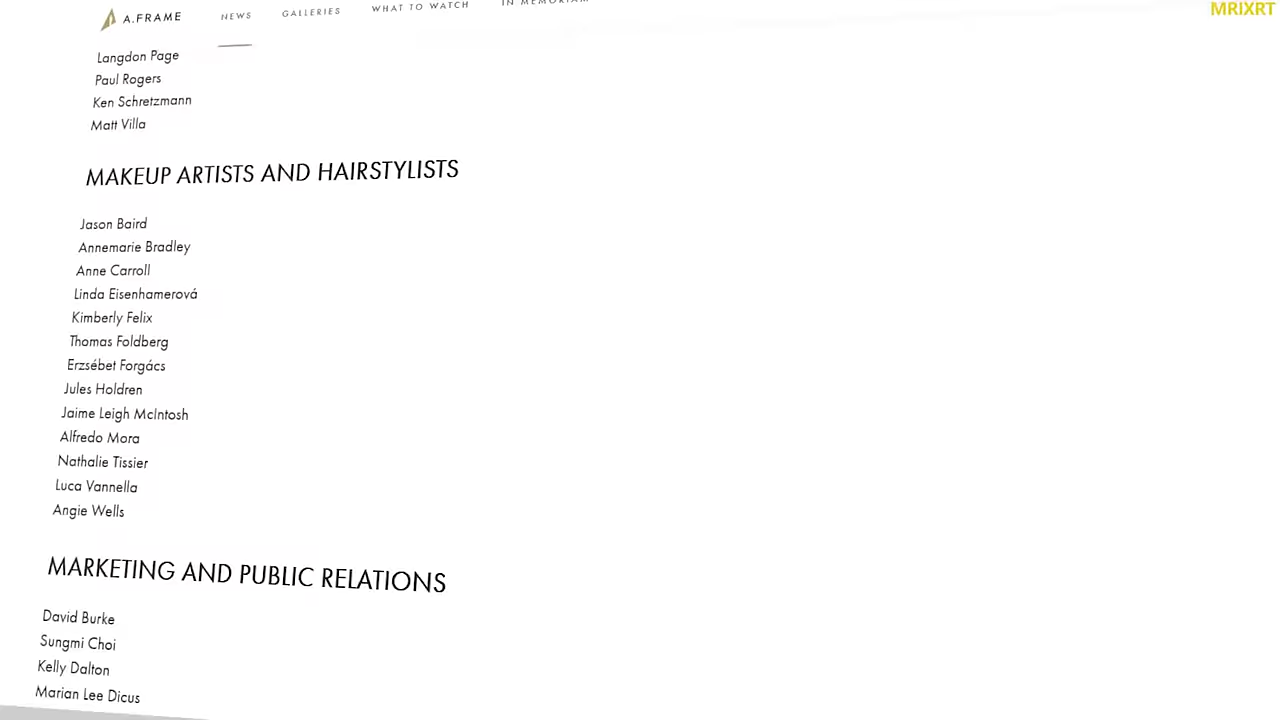 A.FRAME NEWS GALLERIES WHAT TO WATCH IN MEMORIAM
MRIXRT
Langdon Page
Paul Rogers
Ken Schretzmann
Matt Villa
MAKEUP ARTISTS AND HAIRSTYLISTS
Jason Baird
Annemarie Bradley
Anne Carroll
Linda Eisenhamerová
Kimberly Felix
Thomas Foldberg
Erzsébet Forgács
Jules Holdren
Jaime Leigh McIntosh
Alfredo Mora
Nathalie Tissier
Luca Vannella
Angie Wells
MARKETING AND PUBLIC RELATIONS
David Burke
Sungmi Choi
Kelly Dalton
Marian Lee Dicus